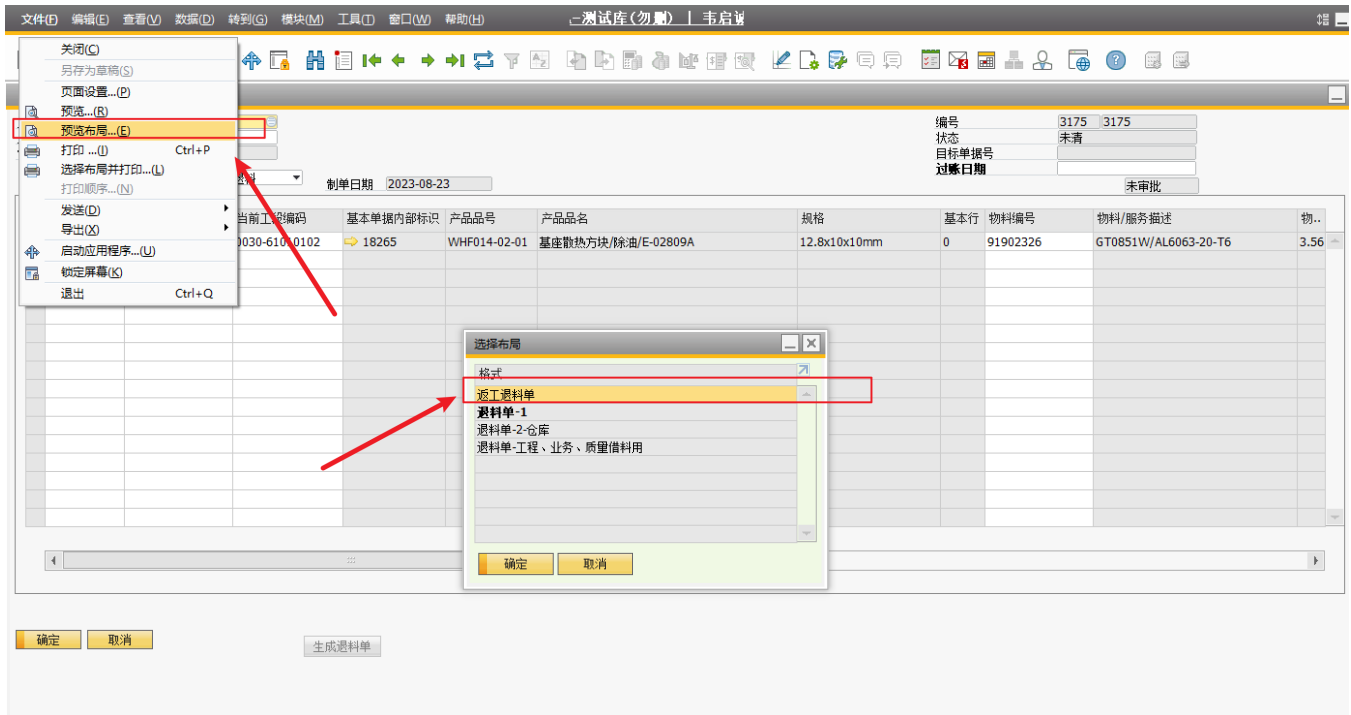 文件(F) 编辑(E) 查看(V) 数据(D) 转到(G) 模块(M) 工具(T) 窗口(W) 帮助(H) 测试库(勿删) | 韦启
关闭(C)
另存为草稿(S)
页面设置...(P)
预览...(R)
预览布局...(E)
打印 ...(I) Ctrl+P
选择布局并打印...(L)
打印顺序...(N)
发送(D)
导出(X)
启动应用程序...(U)
锁定屏幕(K)
退出 Ctrl+Q
编号 3175 3175
状态 未清
目标单据号
过账日期
制单日期 2023-08-23
未审批
当前工段编码 基本单据内部标识 产品品号 产品品名 规格 基本行 物料编号 物料/服务描述 物..
18265 WHF014-02-01 基座散热方块/除油/E-02809A 12.8x10x10mm 0 91902326 GT0851W/AL6063-20-T6 3.56
选择布局
格式
返工退料单
退料单-1
退料单-2-仓库
退料单-工程、业务、质量借料用
确定 取消
确定 取消 生成退料单